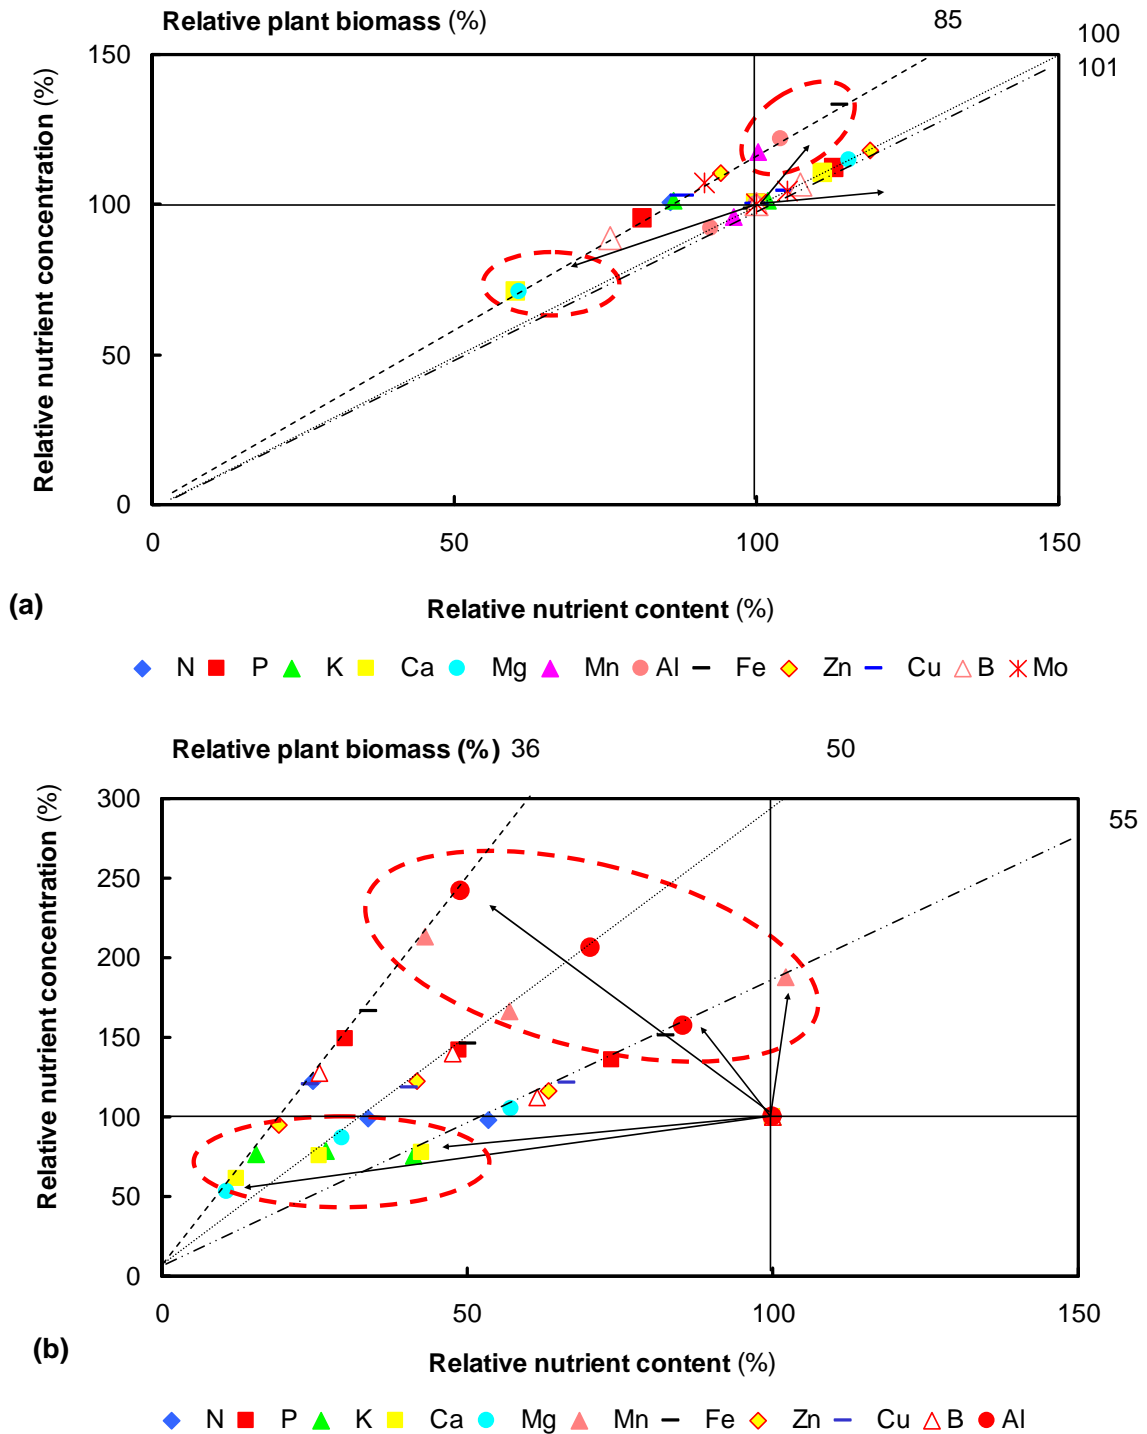 Relative plant biomass (%)
85
100
101
150
100
50
0
Relative nutrient concentration (%)
0
50
100
150
(a)
Relative nutrient content (%)
N P K Ca Mg Mn Al Fe Zn Cu B Mo
Relative plant biomass (%) 36
50
55
300
250
200
150
100
50
0
Relative nutrient concentration (%)
0
50
100
150
(b)
Relative nutrient content (%)
N P K Ca Mg Mn Fe Zn Cu B Al